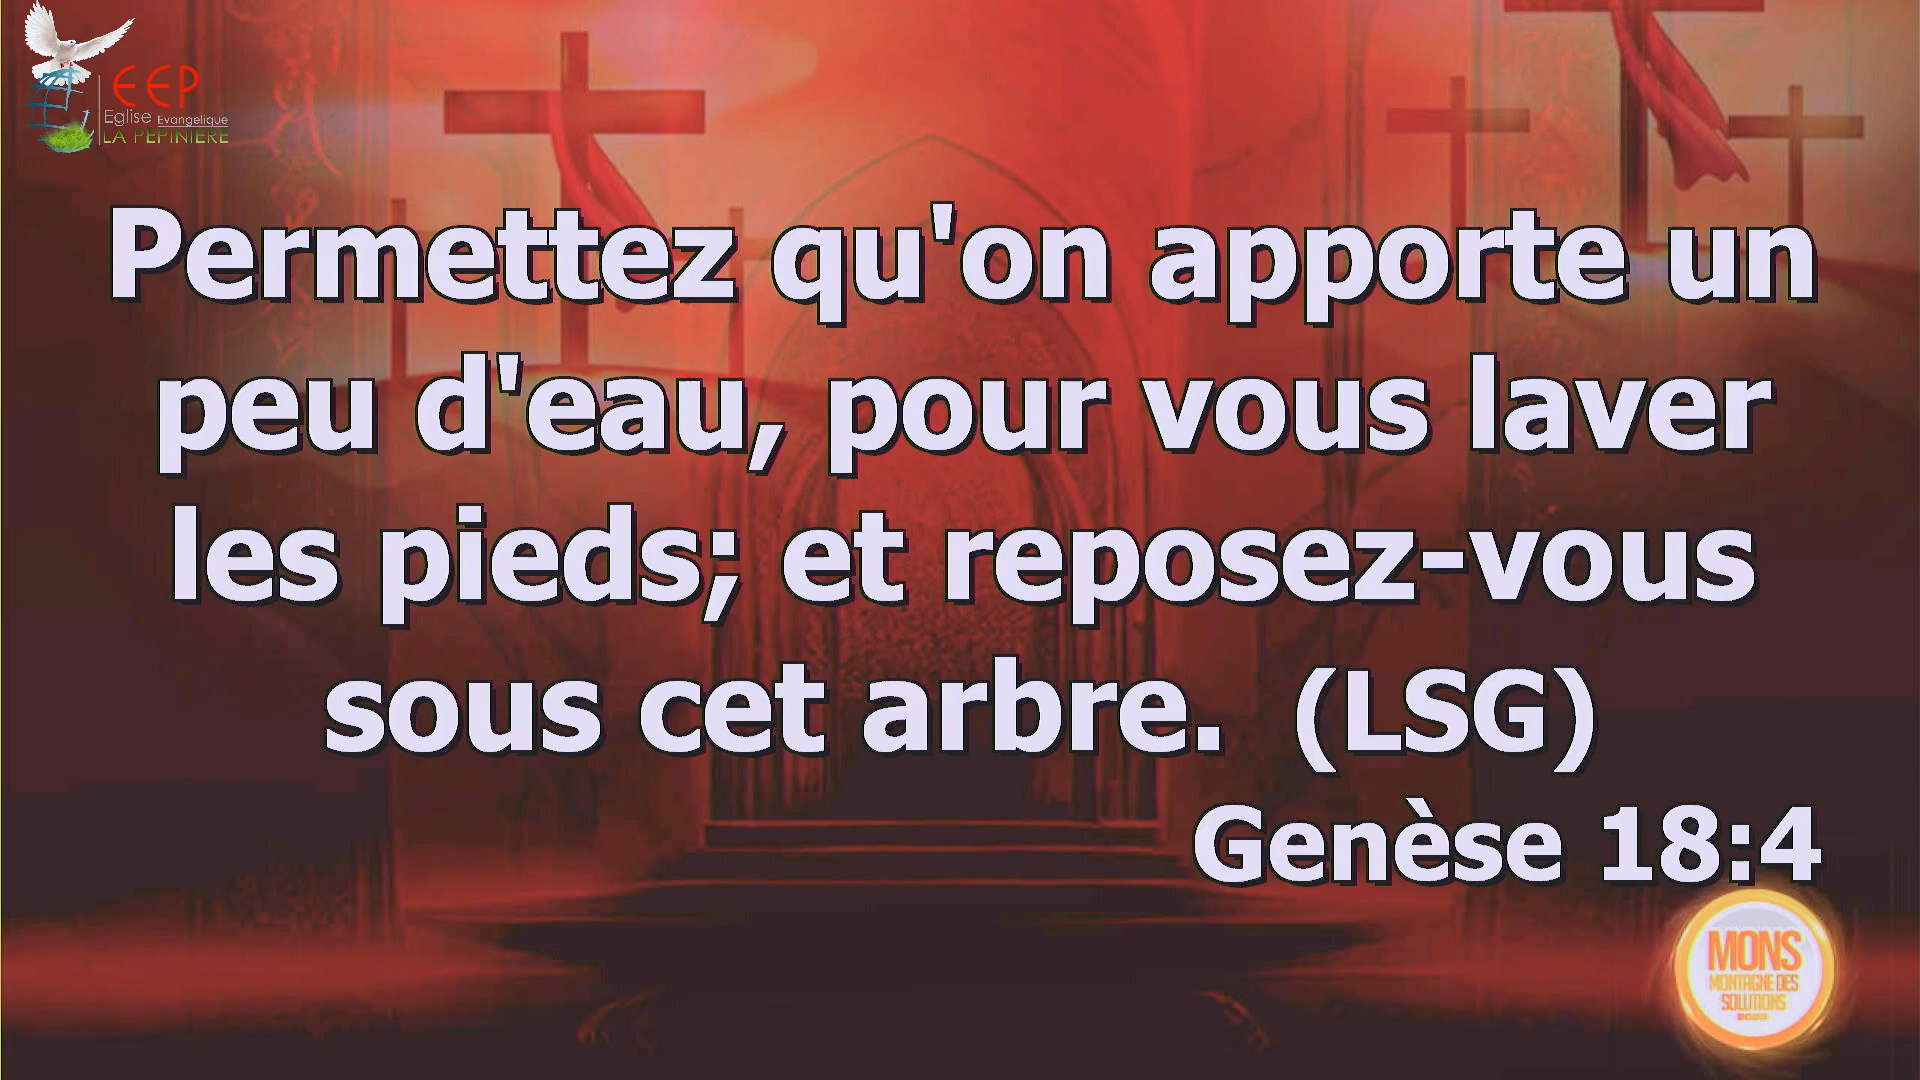 EEP
Eglise Evangelique
LA PEPINIERE
Permettez qu'on apporte un
peu d'eau, pour vous laver
les pieds; et reposez-vous
sous cet arbre.  (LSG)
Genèse 18:4
MONS
MONTAGNE DES
SOLUTIONS